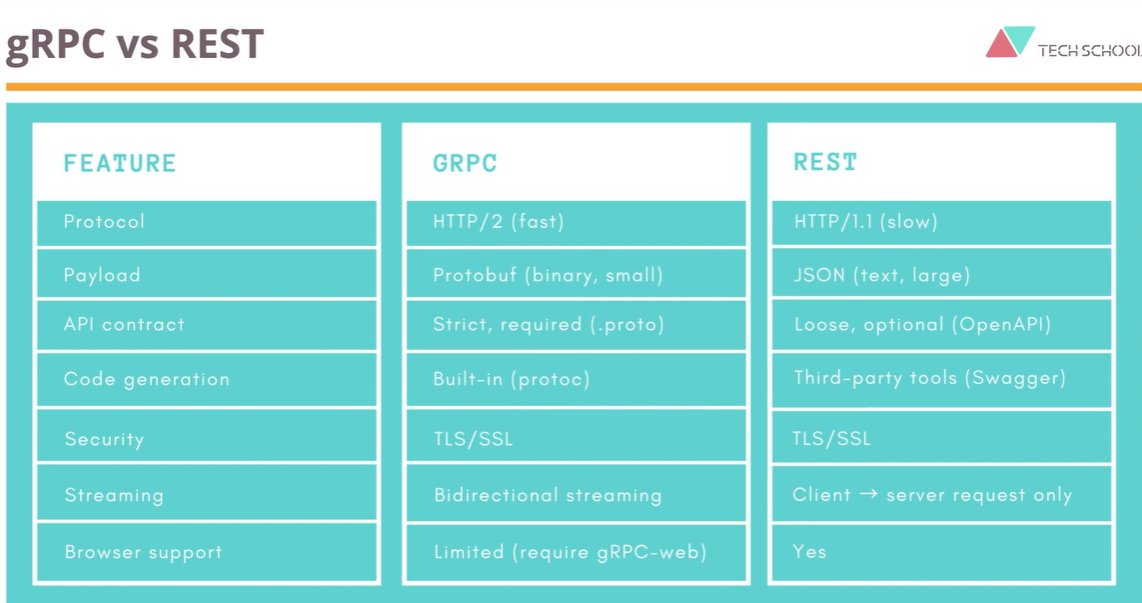 gRPC vs REST
TECH SCHOOL
FEATURE GRPC REST
Protocol HTTP/2 (fast) HTTP/1.1 (slow)
Payload Protobuf (binary, small) JSON (text, large)
API contract Strict, required (.proto) Loose, optional (OpenAPI)
Code generation Built-in (protoc) Third-party tools (Swagger)
Security TLS/SSL TLS/SSL
Streaming Bidirectional streaming Client → server request only
Browser support Limited (require gRPC-web) Yes